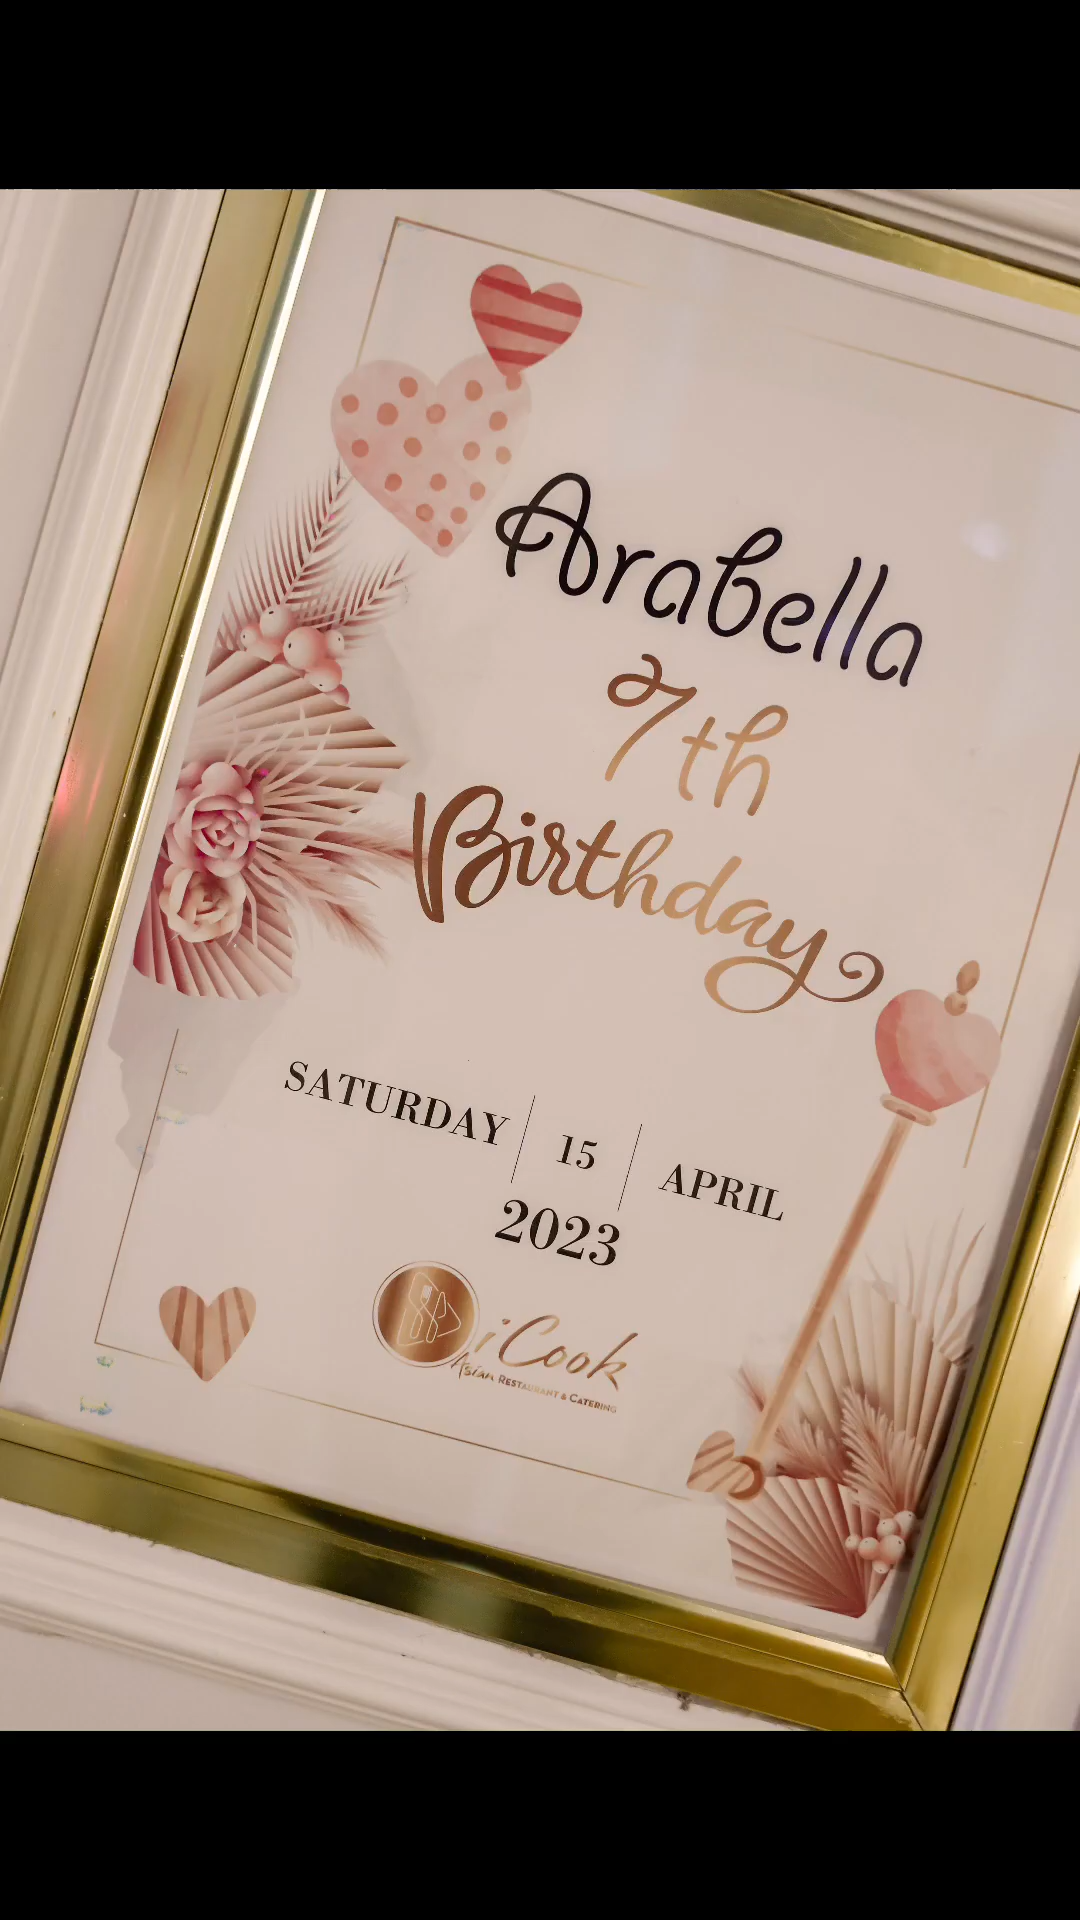 Arabella
7th
Birthday
SATURDAY 15 APRIL
2023
iCook
ASIAN RESTAURANT & CATERING